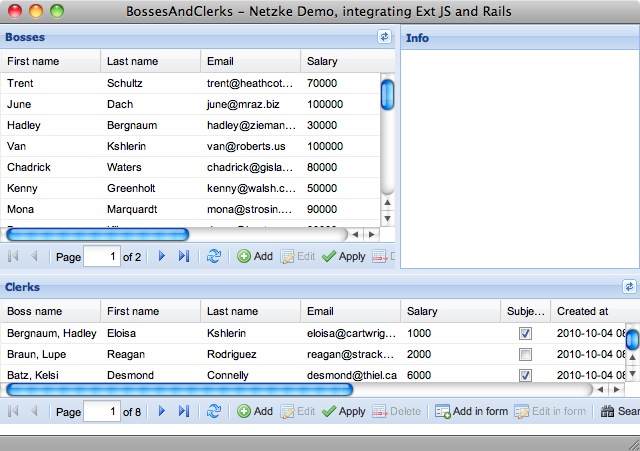 BossesAndClerks – Netzke Demo, integrating Ext JS and Rails
Bosses
First name Last name Email Salary
Trent Schultz trent@heathcot... 70000
June Dach june@mraz.biz 100000
Hadley Bergnaum hadley@zieman... 30000
Van Kshlerin van@roberts.us 100000
Chadrick Waters chadrick@gisla... 80000
Kenny Greenholt kenny@walsh.c... 50000
Mona Marquardt mona@strosin.... 90000
Page 1 of 2 Add Edit Apply D
Info
Clerks
Boss name First name Last name Email Salary Subje... Created at
Bergnaum, Hadley Eloisa Kshlerin eloisa@cartwrig... 1000 2010-10-04 08
Braun, Lupe Reagan Rodriguez reagan@strack... 2000 2010-10-04 08
Batz, Kelsi Desmond Connelly desmond@thiel.ca 6000 2010-10-04 08
Page 1 of 8 Add Edit Apply Delete Add in form Edit in form Sear